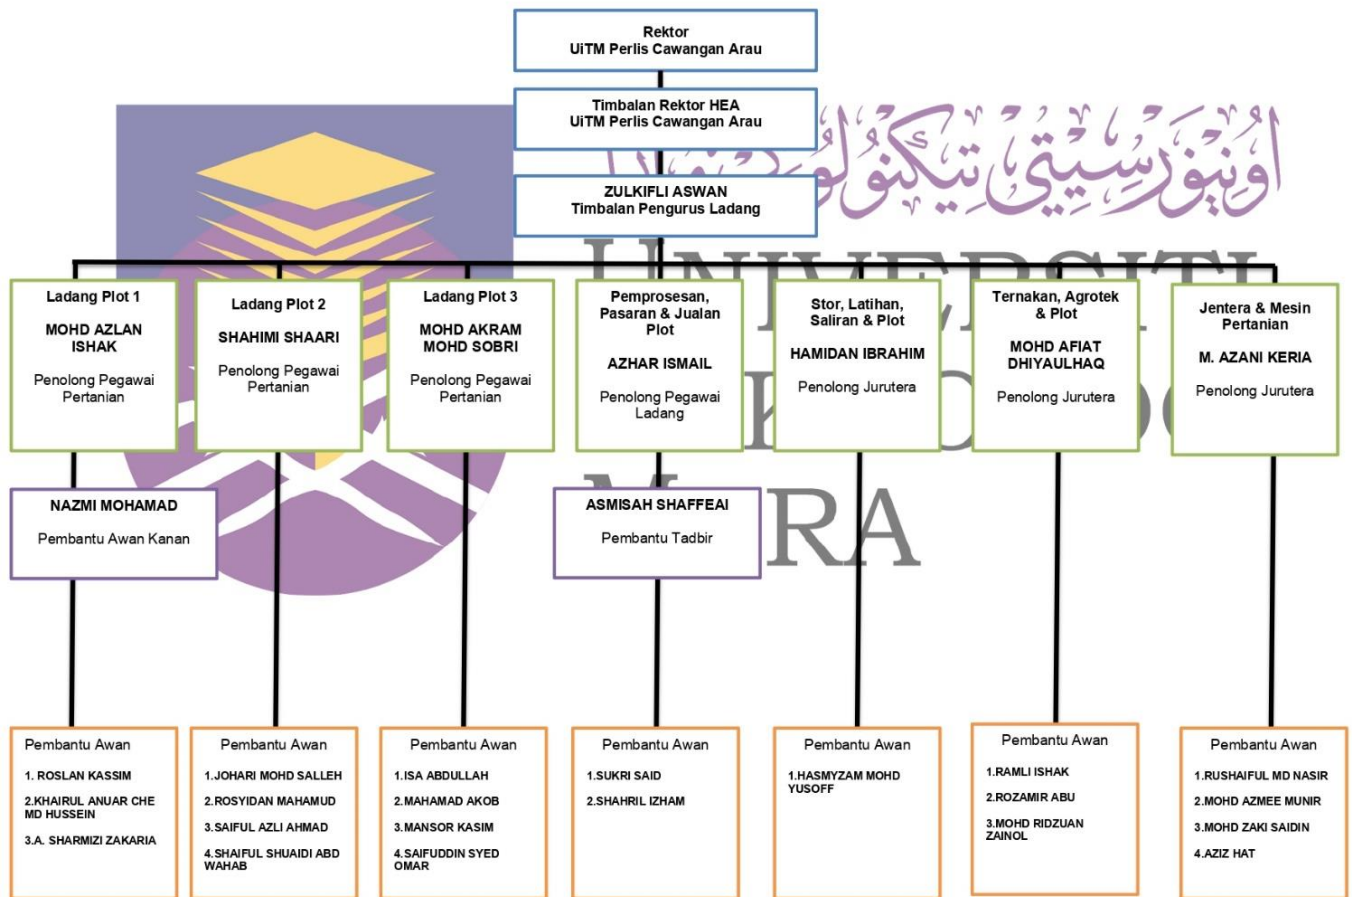 Rektor
UiTM Perlis Cawangan Arau
Timbalan Rektor HEA
UiTM Perlis Cawangan Arau
ZULKIFLI ASWAN
Timbalan Pengurus Ladang
Ladang Plot 1
MOHD AZLAN
ISHAK
Penolong Pegawai
Pertanian
Ladang Plot 2
SHAHIMI SHAARI
Penolong Pegawai
Pertanian
Ladang Plot 3
MOHD AKRAM
MOHD SOBRI
Penolong Pegawai
Pertanian
Pemprosesan,
Pasaran & Jualan
Plot
AZHAR ISMAIL
Penolong Pegawai
Ladang
Stor, Latihan,
Saliran & Plot
HAMIDAN IBRAHIM
Penolong Jurutera
Ternakan, Agrotek
& Plot
MOHD AFIAT
DHIYAULHAQ
Penolong Jurutera
Jentera & Mesin
Pertanian
M. AZANI KERIA
Penolong Jurutera
NAZMI MOHAMAD
Pembantu Awan Kanan
ASMISAH SHAFFEAI
Pembantu Tadbir
Pembantu Awan
1. ROSLAN KASSIM
2.KHAIRUL ANUAR CHE
MD HUSSEIN
3.A. SHARMIZI ZAKARIA
Pembantu Awan
1.JOHARI MOHD SALLEH
2.ROSYIDAN MAHAMUD
3.SAIFUL AZLI AHMAD
4.SHAIFUL SHUAIDI ABD
WAHAB
Pembantu Awan
1.ISA ABDULLAH
2.MAHAMAD AKOB
3.MANSOR KASIM
4.SAIFUDDIN SYED
OMAR
Pembantu Awan
1.SUKRI SAID
2.SHAHRIL IZHAM
Pembantu Awan
1.HASMYZAM MOHD
YUSOFF
Pembantu Awan
1.RAMLI ISHAK
2.ROZAMIR ABU
3.MOHD RIDZUAN
ZAINOL
Pembantu Awan
1.RUSHAIFUL MD NASIR
2.MOHD AZMEE MUNIR
3.MOHD ZAKI SAIDIN
4.AZIZ HAT
اونيۏرسيتي تيکنولوݢي
UNIVERSITI